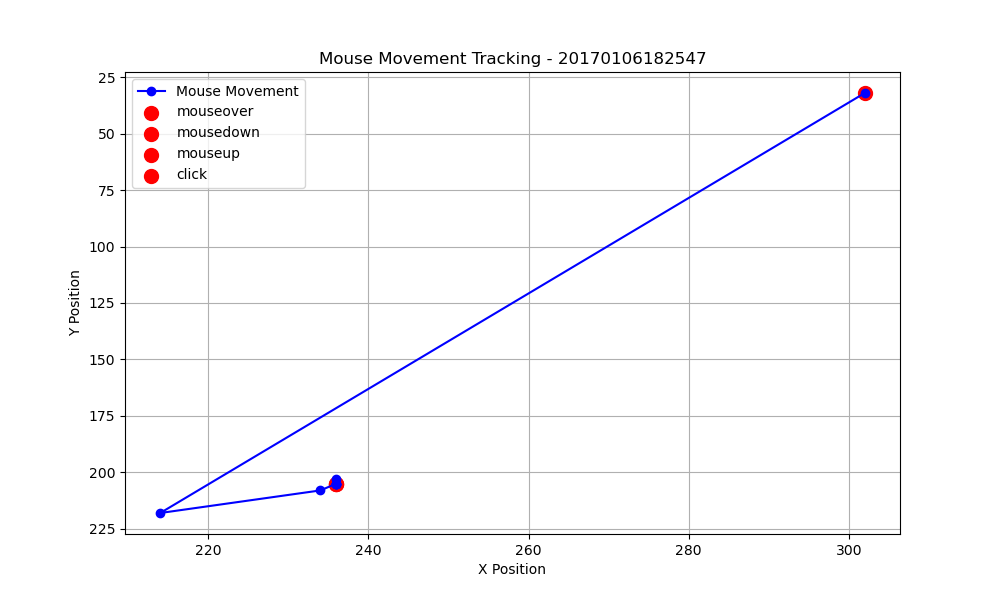 Mouse Movement Tracking - 20170106182547
Mouse Movement
mouseover
mousedown
mouseup
click
25
50
75
100
125
150
175
200
225
Y Position
220 240 260 280 300
X Position